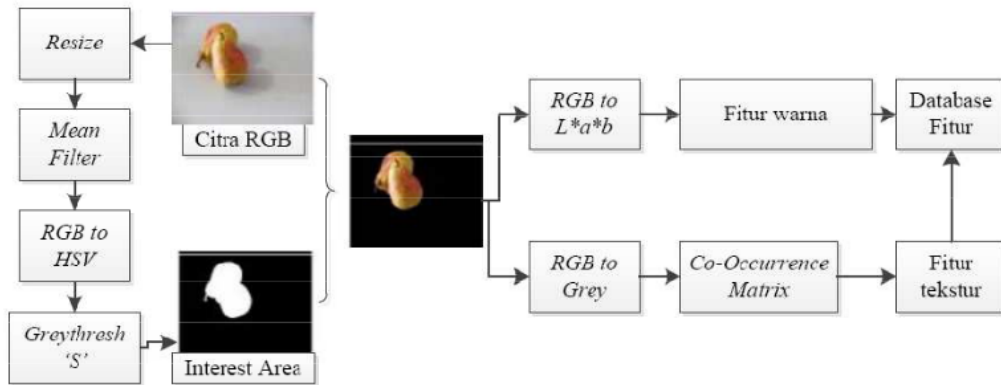 Resize
Citra RGB
Mean
Filter
RGB to
HSV
Greythresh
'S'
Interest Area
RGB to
L*a*b
Fitur warna
Database
Fitur
RGB to
Grey
Co-Occurrence
Matrix
Fitur
tekstur